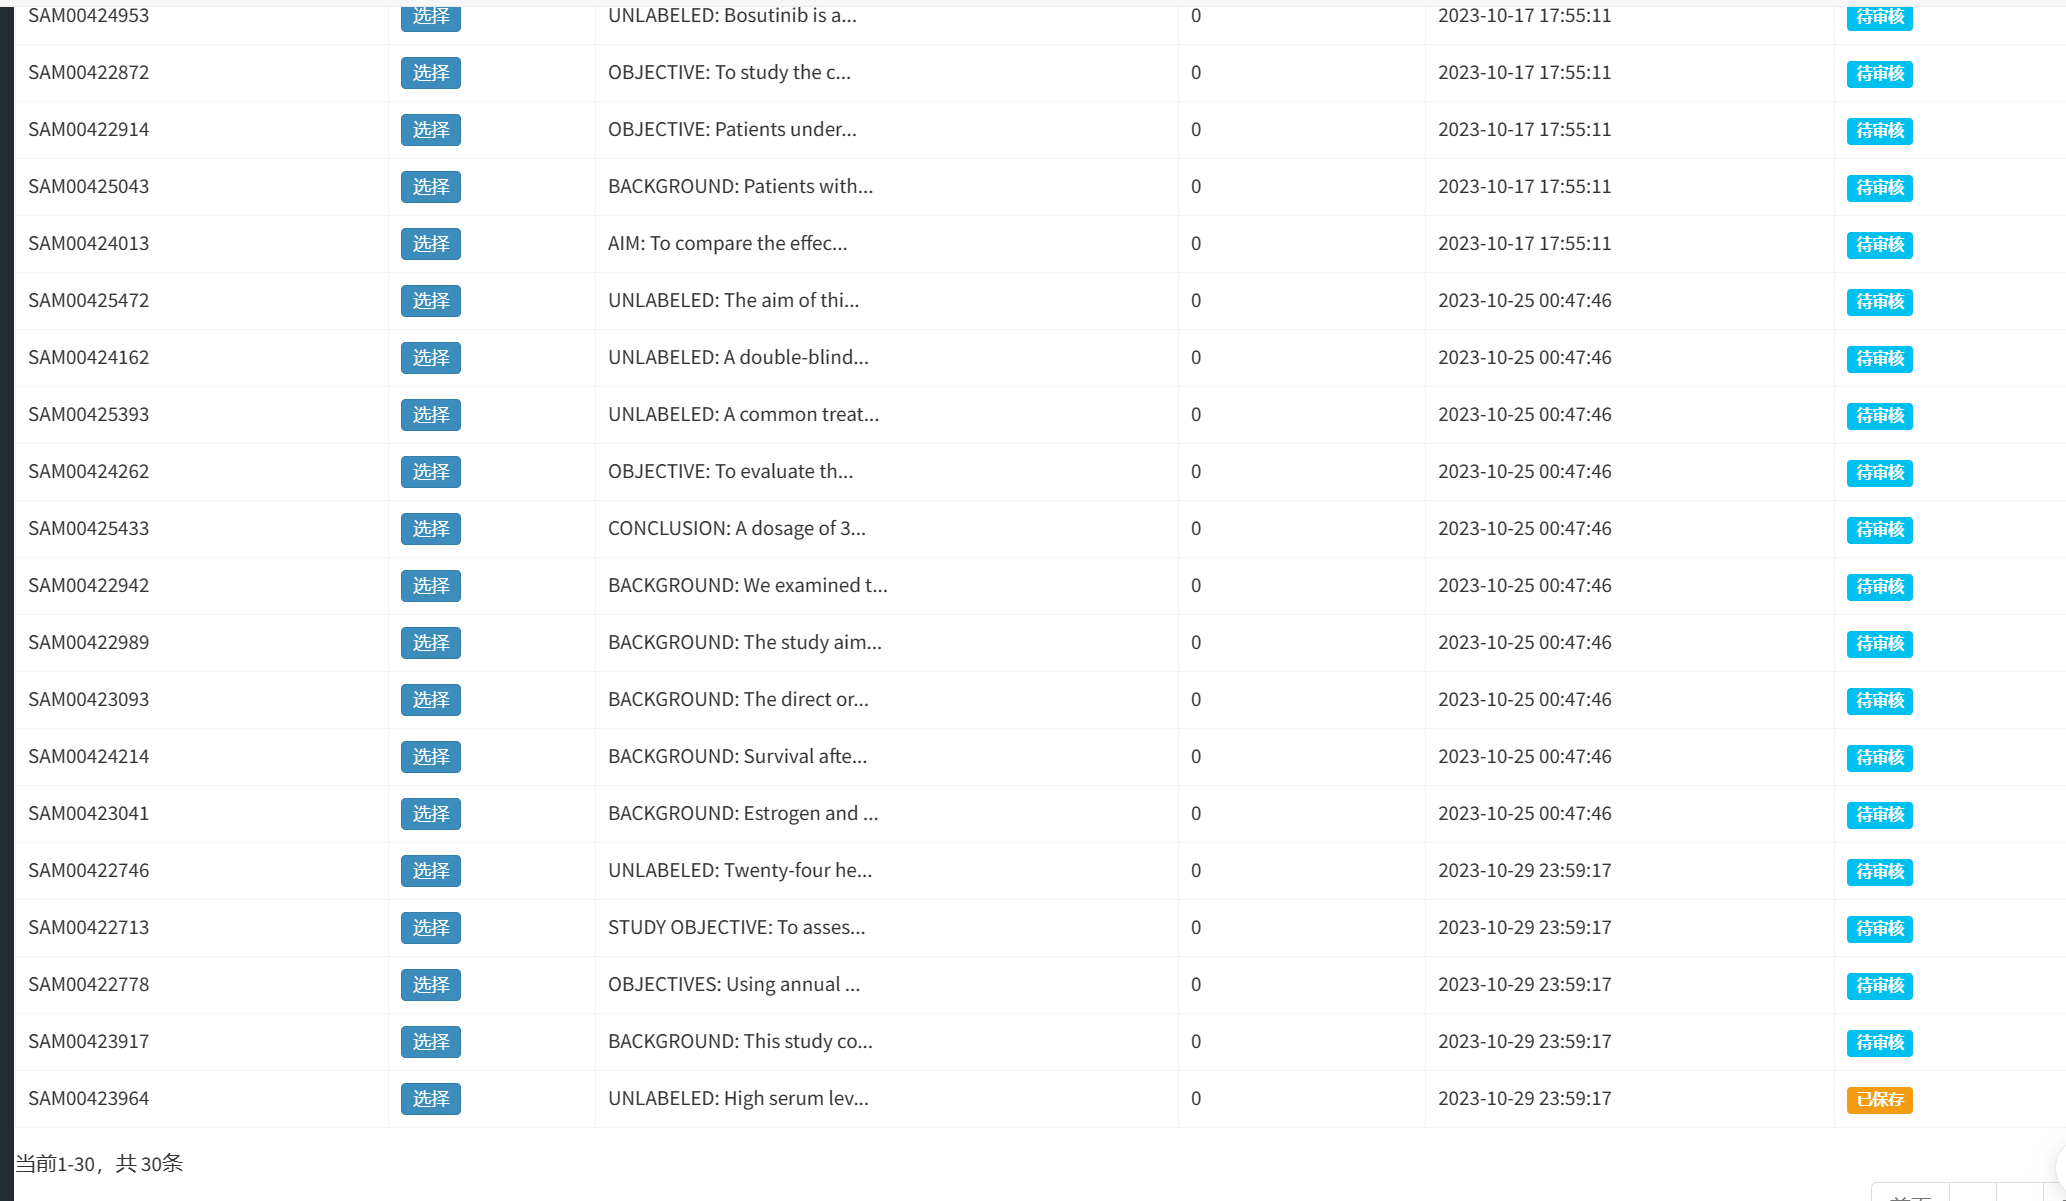 SAM00424953 选择 UNLABELED: Bosutinib is a... 0 2023-10-17 17:55:11 待审核
SAM00422872 选择 OBJECTIVE: To study the c... 0 2023-10-17 17:55:11 待审核
SAM00422914 选择 OBJECTIVE: Patients under... 0 2023-10-17 17:55:11 待审核
SAM00425043 选择 BACKGROUND: Patients with... 0 2023-10-17 17:55:11 待审核
SAM00424013 选择 AIM: To compare the effec... 0 2023-10-17 17:55:11 待审核
SAM00425472 选择 UNLABELED: The aim of thi... 0 2023-10-25 00:47:46 待审核
SAM00424162 选择 UNLABELED: A double-blind... 0 2023-10-25 00:47:46 待审核
SAM00425393 选择 UNLABELED: A common treat... 0 2023-10-25 00:47:46 待审核
SAM00424262 选择 OBJECTIVE: To evaluate th... 0 2023-10-25 00:47:46 待审核
SAM00425433 选择 CONCLUSION: A dosage of 3... 0 2023-10-25 00:47:46 待审核
SAM00422942 选择 BACKGROUND: We examined t... 0 2023-10-25 00:47:46 待审核
SAM00422989 选择 BACKGROUND: The study aim... 0 2023-10-25 00:47:46 待审核
SAM00423093 选择 BACKGROUND: The direct or... 0 2023-10-25 00:47:46 待审核
SAM00424214 选择 BACKGROUND: Survival afte... 0 2023-10-25 00:47:46 待审核
SAM00423041 选择 BACKGROUND: Estrogen and ... 0 2023-10-25 00:47:46 待审核
SAM00422746 选择 UNLABELED: Twenty-four he... 0 2023-10-29 23:59:17 待审核
SAM00422713 选择 STUDY OBJECTIVE: To asses... 0 2023-10-29 23:59:17 待审核
SAM00422778 选择 OBJECTIVES: Using annual ... 0 2023-10-29 23:59:17 待审核
SAM00423917 选择 BACKGROUND: This study co... 0 2023-10-29 23:59:17 待审核
SAM00423964 选择 UNLABELED: High serum lev... 0 2023-10-29 23:59:17 已保存
当前1-30，共 30条